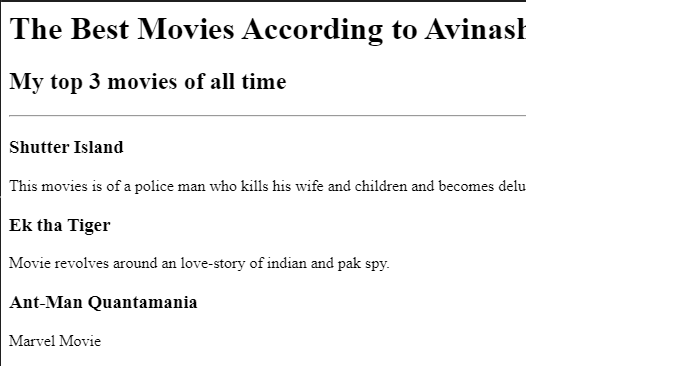 The Best Movies According to Avinash
My top 3 movies of all time
Shutter Island
This movies is of a police man who kills his wife and children and becomes delu
Ek tha Tiger
Movie revolves around an love-story of indian and pak spy.
Ant-Man Quantamania
Marvel Movie